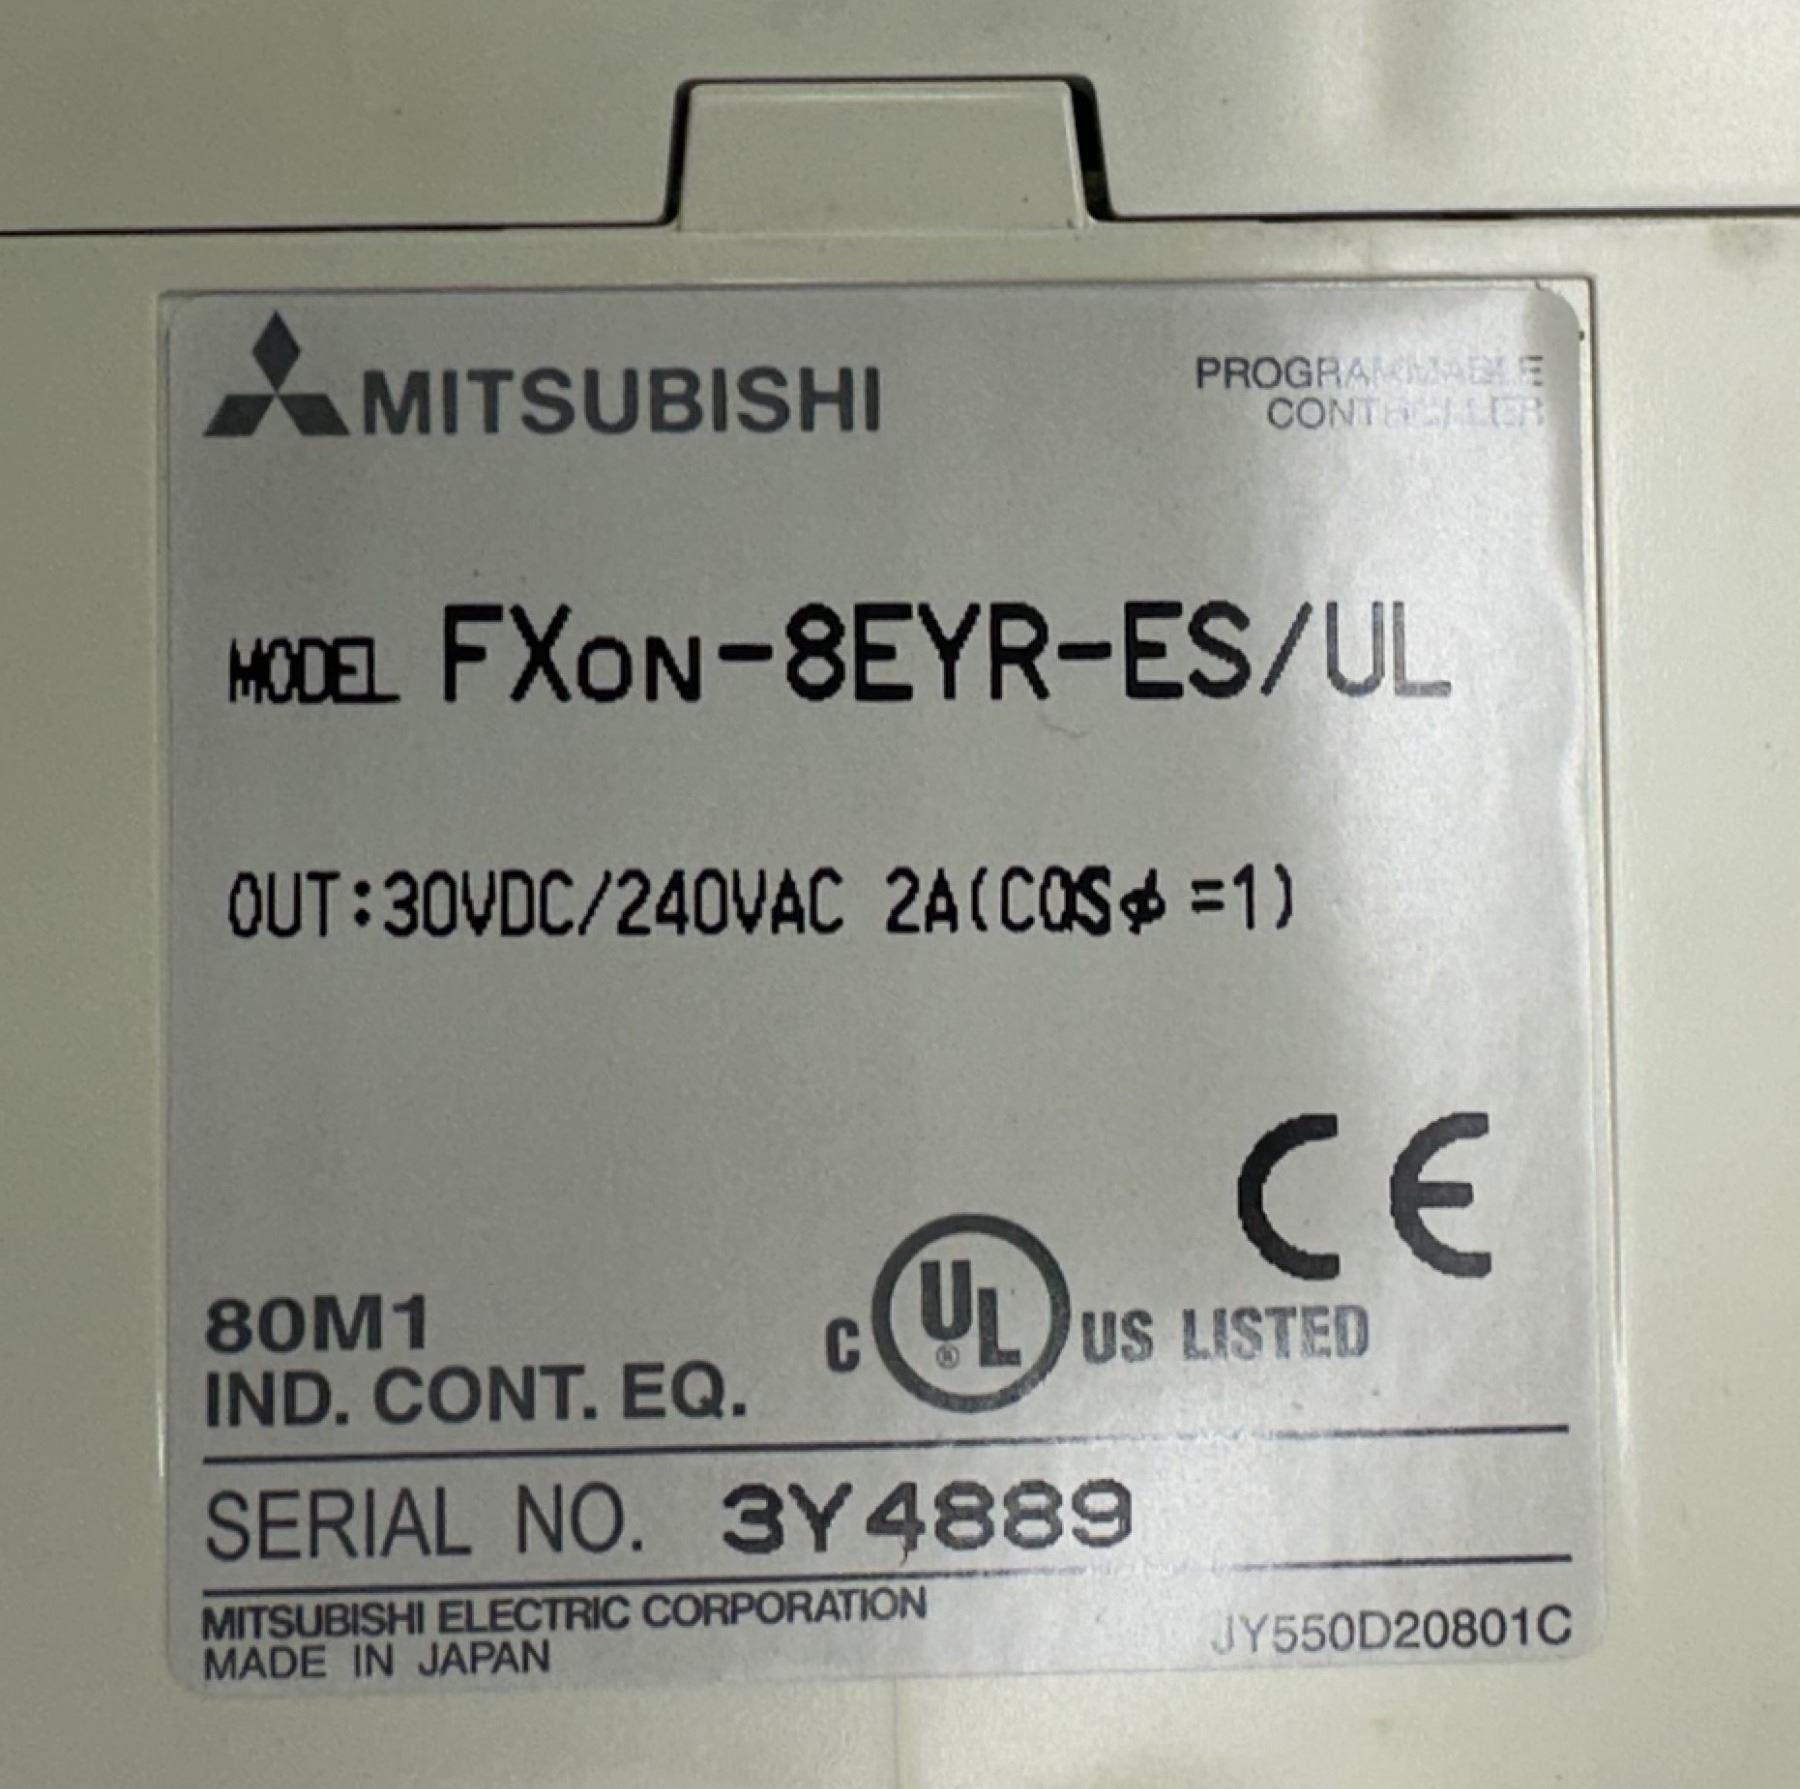 MITSUBISHI
PROGRAMMABLE
CONTROLLER
MODEL FX0N-8EYR-ES/UL
OUT:30VDC/240VAC 2A(COSφ=1)
CE
80M1
IND. CONT. EQ.
C UL® US LISTED
SERIAL NO. 3Y4889
MITSUBISHI ELECTRIC CORPORATION
MADE IN JAPAN
JY550D20801C